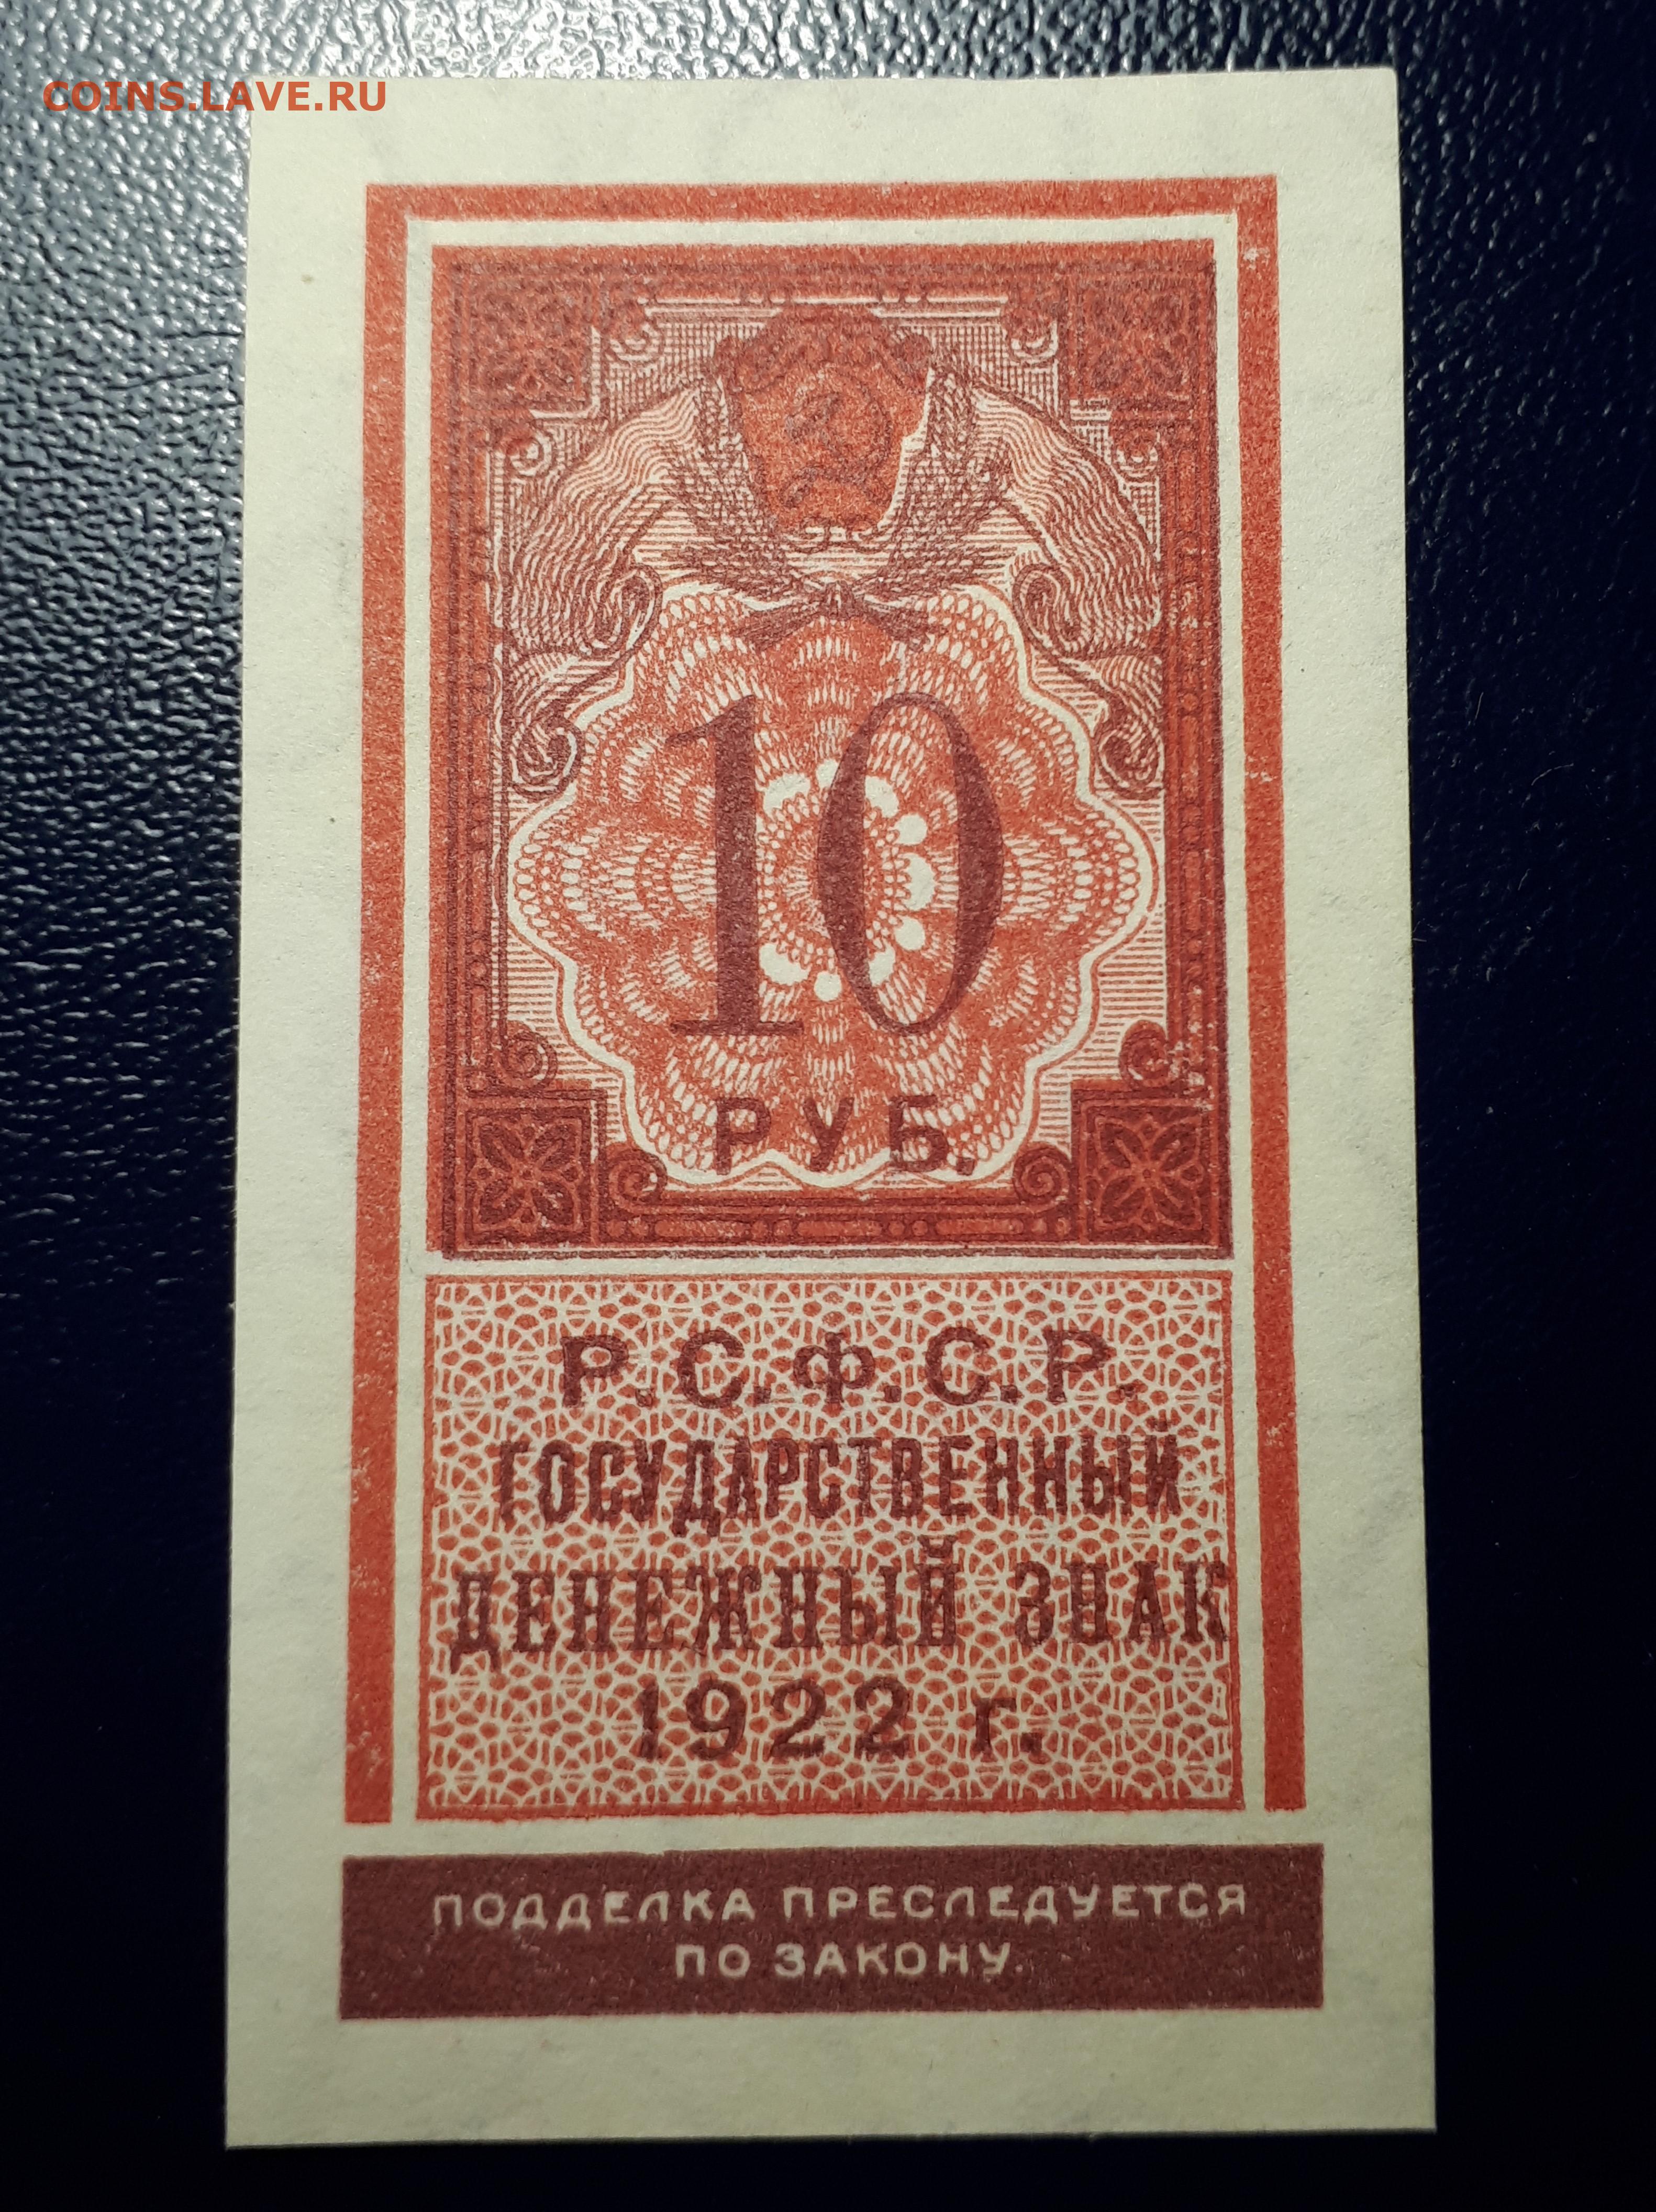 COINS.LAVE.RU
10
РУБ.
Р.С.Ф.С.Р.
ГОСУДАРСТВЕННЫЙ
ДЕНЕЖНЫЙ ЗНАК
1922 г.
ПОДДЕЛКА ПРЕСЛЕДУЕТСЯ
ПО ЗАКОНУ.